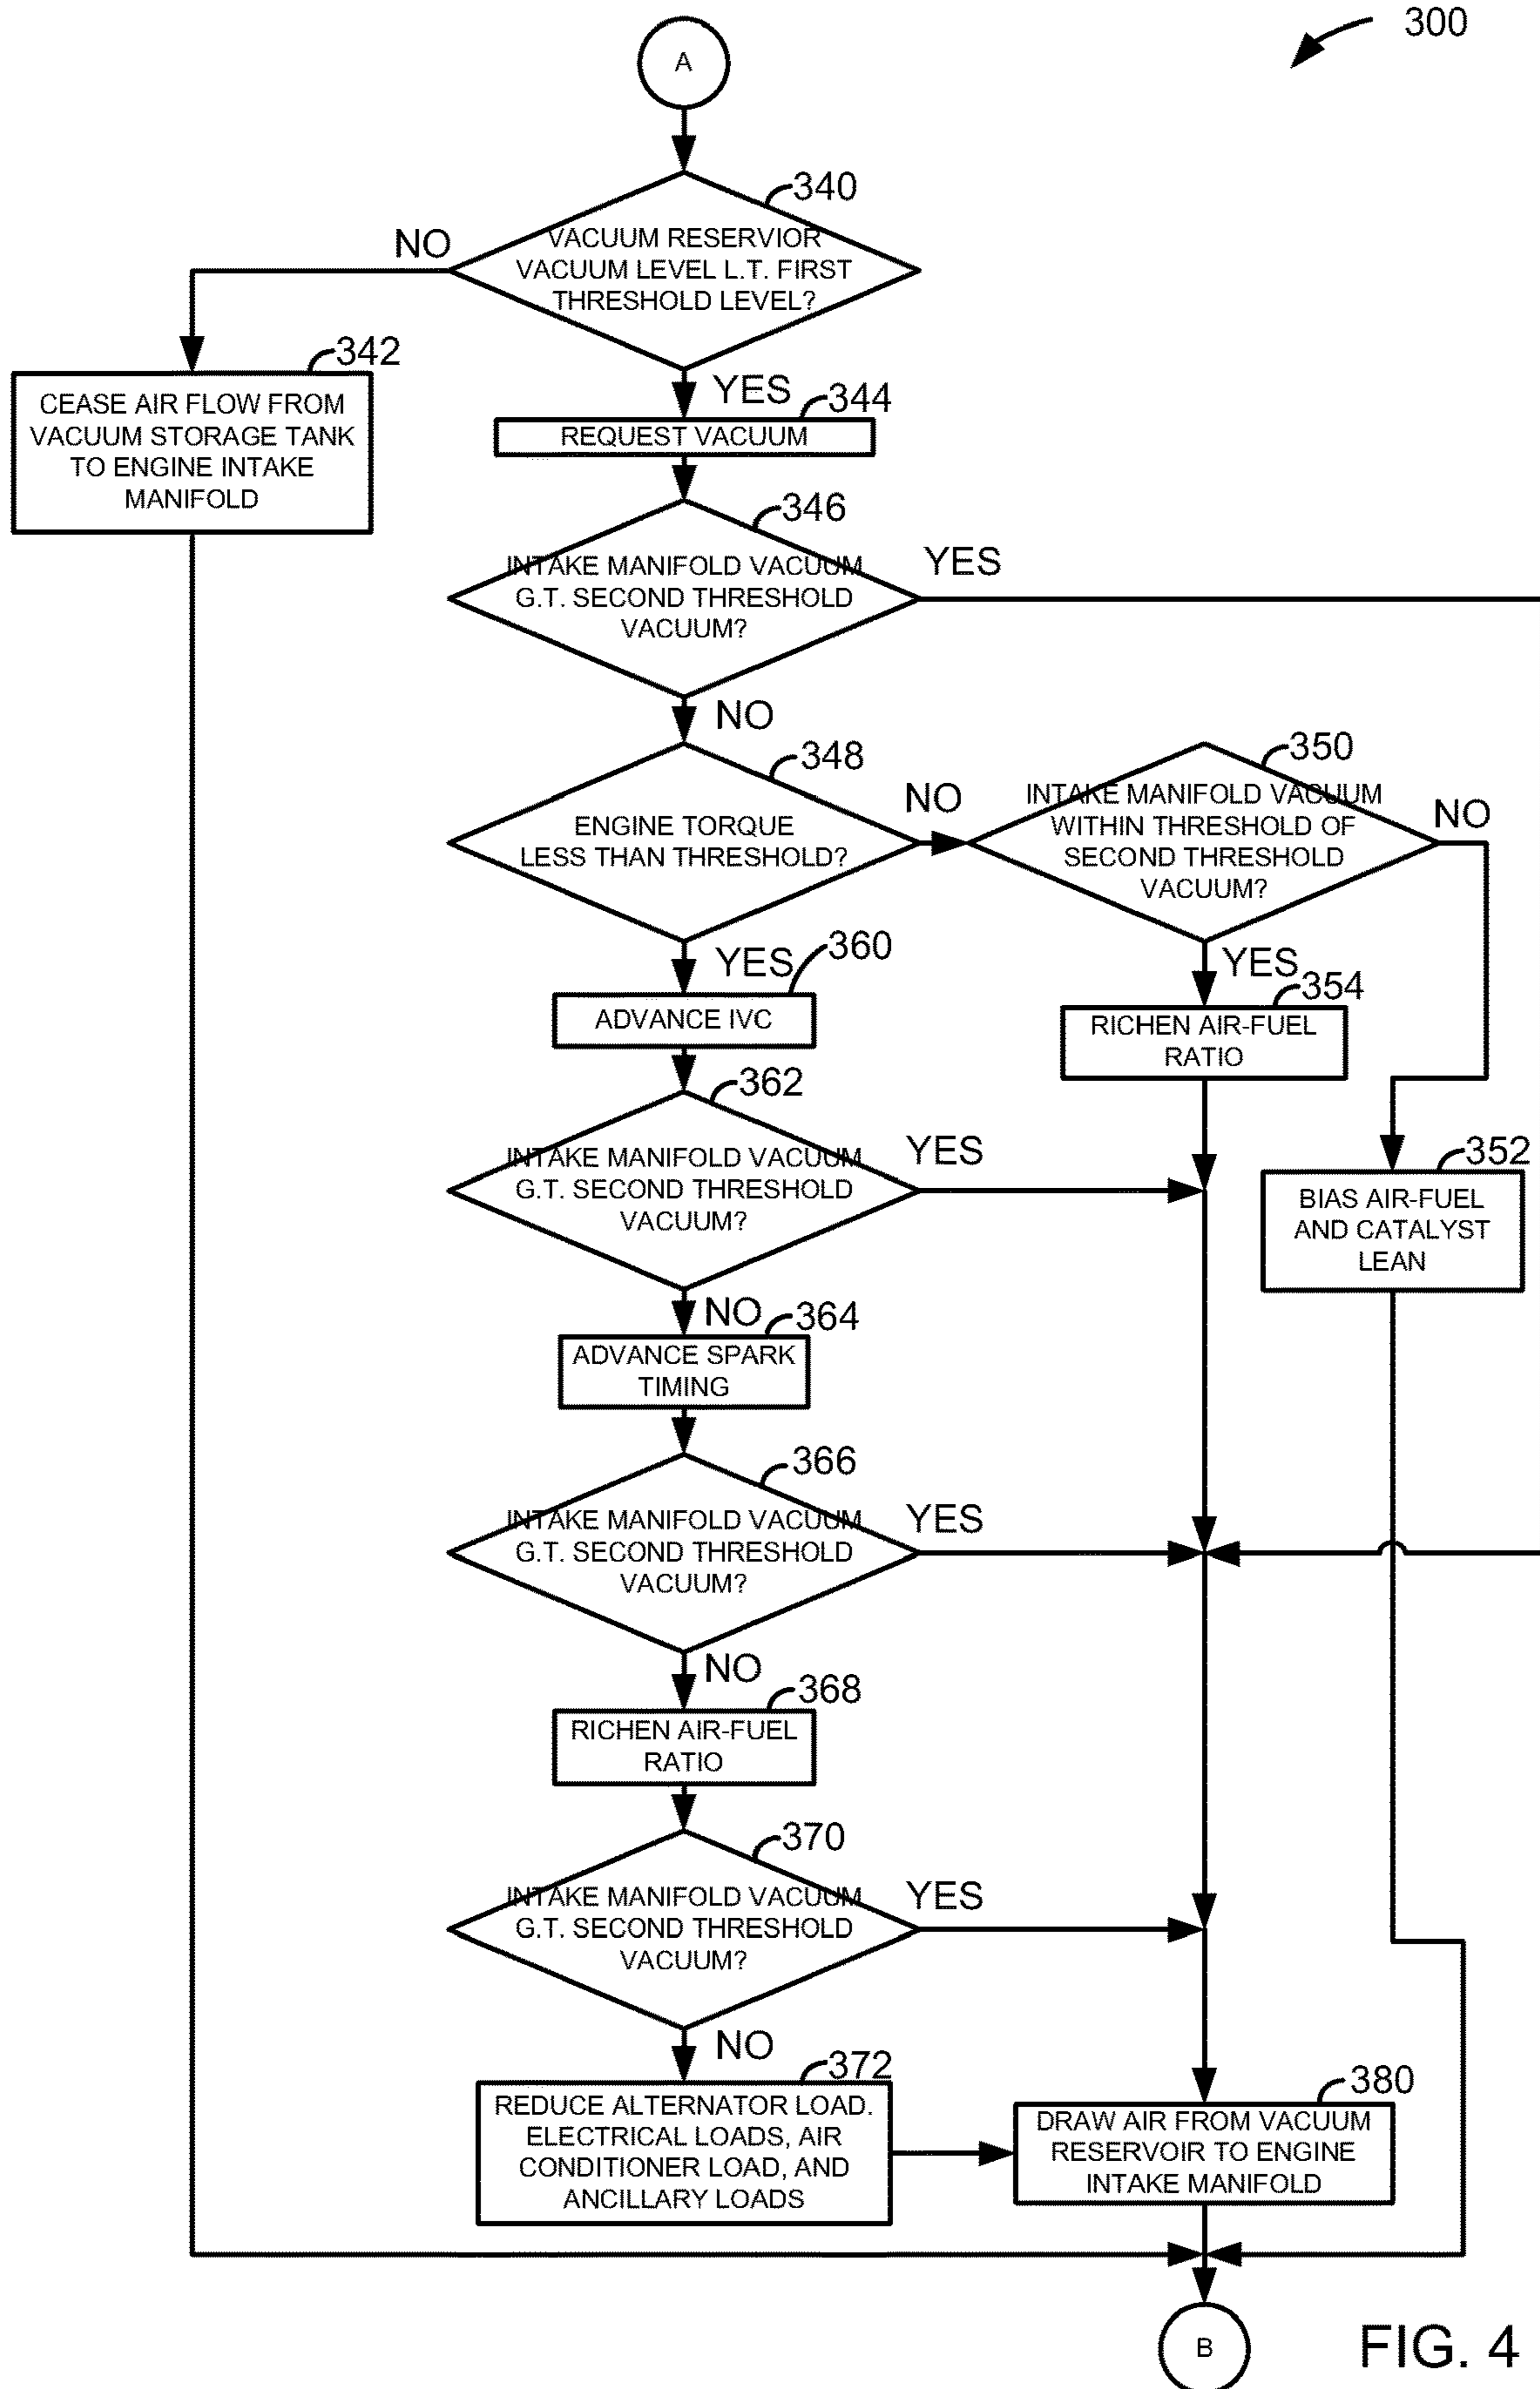 300
A
340
NO
VACUUM RESERVIOR
VACUUM LEVEL L.T. FIRST
THRESHOLD LEVEL?
342
CEASE AIR FLOW FROM
VACUUM STORAGE TANK
TO ENGINE INTAKE
MANIFOLD
YES
344
REQUEST VACUUM
346
INTAKE MANIFOLD VACUUM
G.T. SECOND THRESHOLD
VACUUM?
YES
NO
348
ENGINE TORQUE
LESS THAN THRESHOLD?
NO
350
INTAKE MANIFOLD VACUUM
WITHIN THRESHOLD OF
SECOND THRESHOLD
VACUUM?
NO
YES
360
ADVANCE IVC
YES
354
RICHEN AIR-FUEL
RATIO
362
INTAKE MANIFOLD VACUUM
G.T. SECOND THRESHOLD
VACUUM?
YES
352
BIAS AIR-FUEL
AND CATALYST
LEAN
NO
364
ADVANCE SPARK
TIMING
366
INTAKE MANIFOLD VACUUM
G.T. SECOND THRESHOLD
VACUUM?
YES
NO
368
RICHEN AIR-FUEL
RATIO
370
INTAKE MANIFOLD VACUUM
G.T. SECOND THRESHOLD
VACUUM?
YES
NO
372
REDUCE ALTERNATOR LOAD.
ELECTRICAL LOADS, AIR
CONDITIONER LOAD, AND
ANCILLARY LOADS
380
DRAW AIR FROM VACUUM
RESERVOIR TO ENGINE
INTAKE MANIFOLD
B
FIG. 4